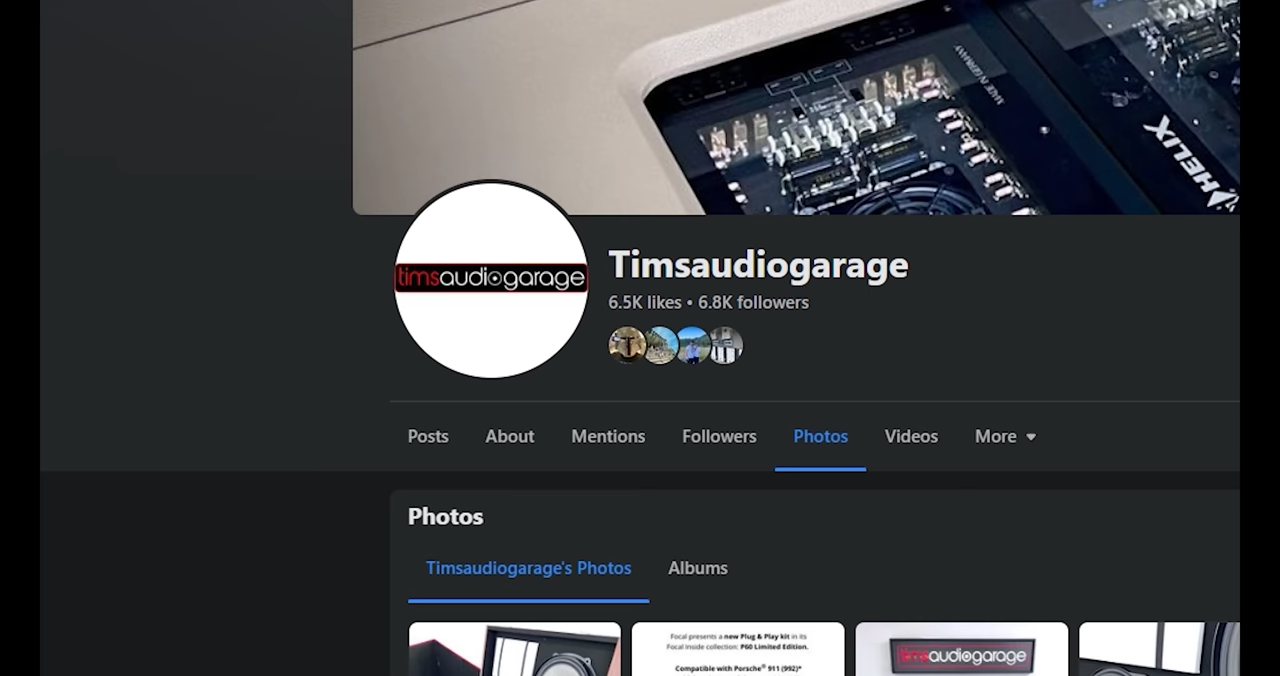 MADE IN GERMANY
HELIX
timsaudiogarage
Timsaudiogarage
6.5K likes • 6.8K followers
Posts
About
Mentions
Followers
Photos
Videos
More
Photos
Timsaudiogarage's Photos
Albums
Focal presents a new Plug & Play kit in its
Focal Inside collection: P60 Limited Edition.
Compatible with Porsche® 911 (992)*
timsaudiogarage